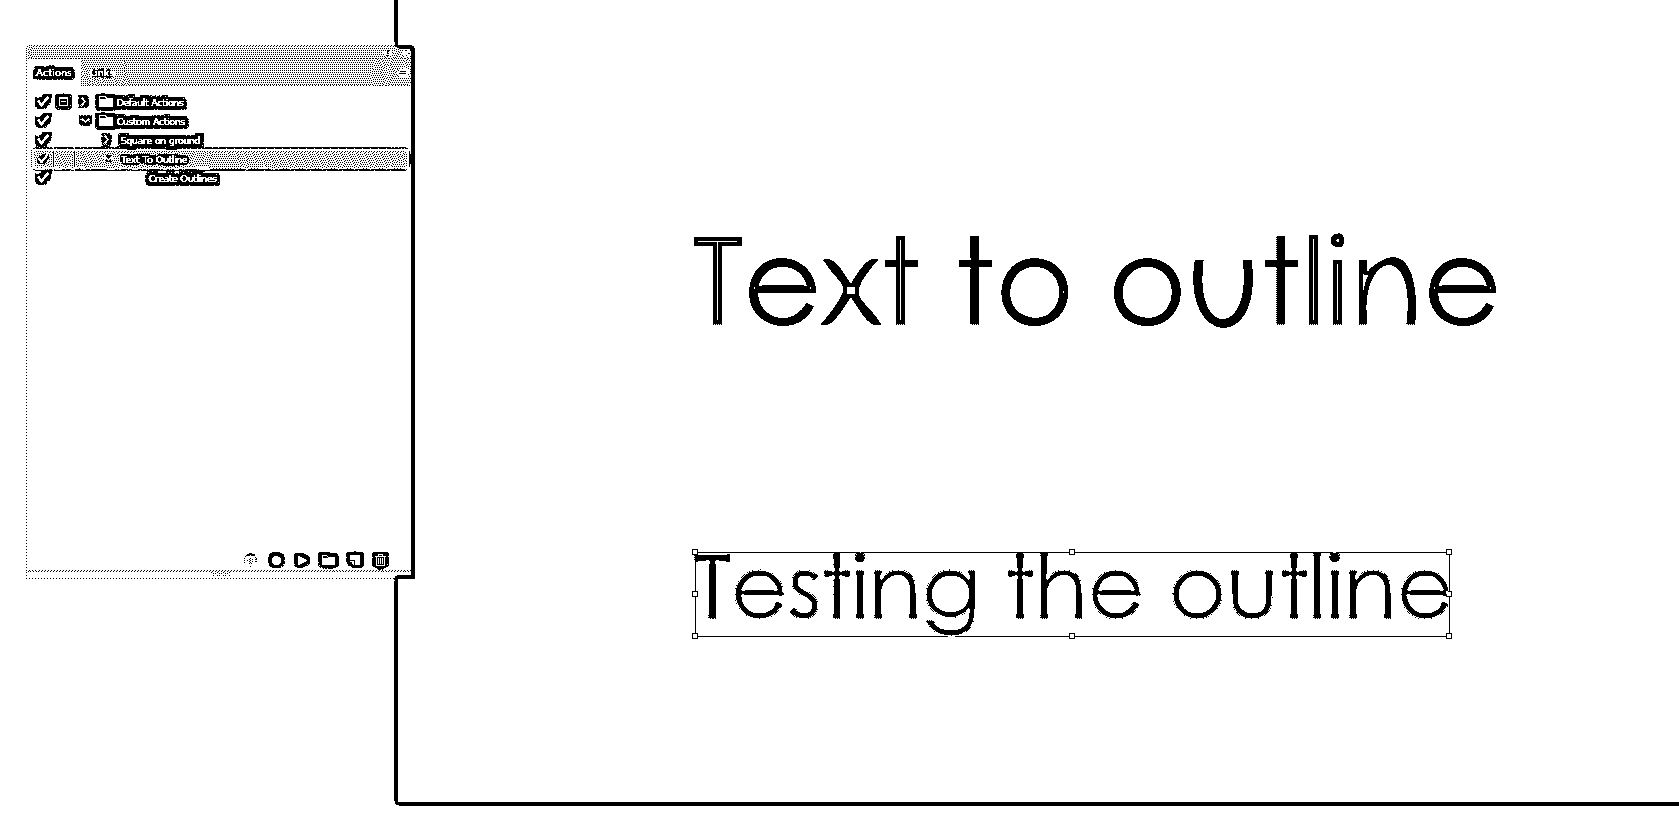 Actions Links
Default Actions
Custom Actions
Square on ground
Text To Outline
Create Outlines
Text to outline
Testing the outline